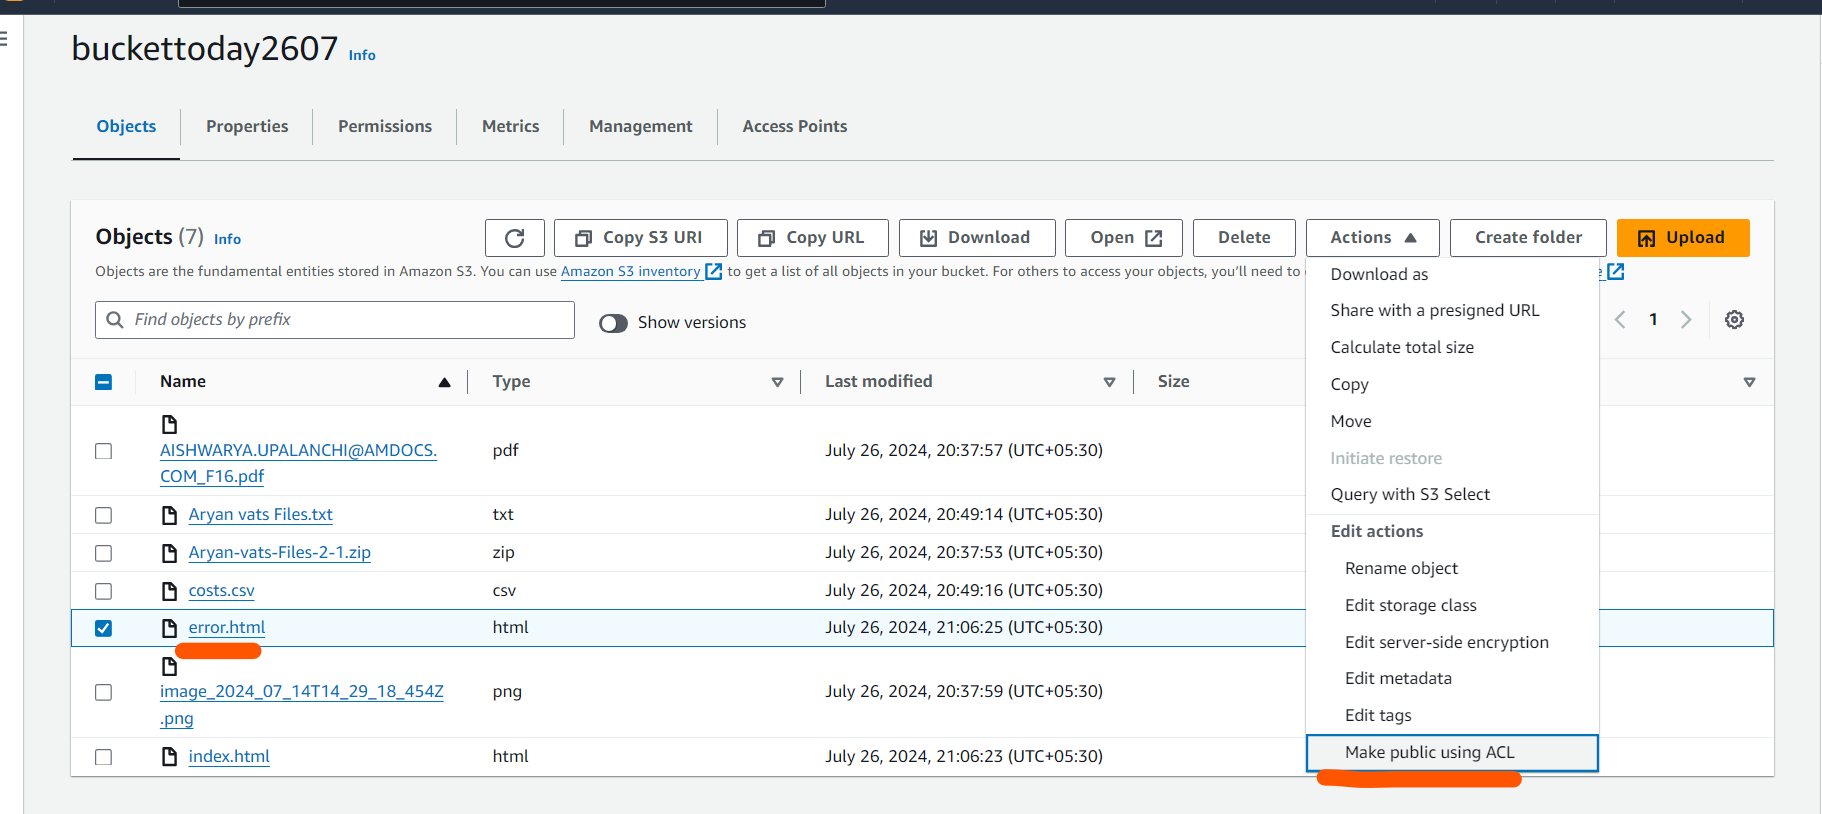 buckettoday2607 Info
Objects Properties Permissions Metrics Management Access Points
Objects (7) Info
Copy S3 URI Copy URL Download Open Delete Actions Create folder Upload
Objects are the fundamental entities stored in Amazon S3. You can use Amazon S3 inventory to get a list of all objects in your bucket. For others to access your objects, you'll need to
Find objects by prefix Show versions 1
Name Type Last modified Size
AISHWARYA.UPALANCHI@AMDOCS.
COM_F16.pdf pdf July 26, 2024, 20:37:57 (UTC+05:30)
Aryan vats Files.txt txt July 26, 2024, 20:49:14 (UTC+05:30)
Aryan-vats-Files-2-1.zip zip July 26, 2024, 20:37:53 (UTC+05:30)
costs.csv csv July 26, 2024, 20:49:16 (UTC+05:30)
error.html html July 26, 2024, 21:06:25 (UTC+05:30)
image_2024_07_14T14_29_18_454Z
.png png July 26, 2024, 20:37:59 (UTC+05:30)
index.html html July 26, 2024, 21:06:23 (UTC+05:30)
Download as
Share with a presigned URL
Calculate total size
Copy
Move
Initiate restore
Query with S3 Select
Edit actions
Rename object
Edit storage class
Edit server-side encryption
Edit metadata
Edit tags
Make public using ACL